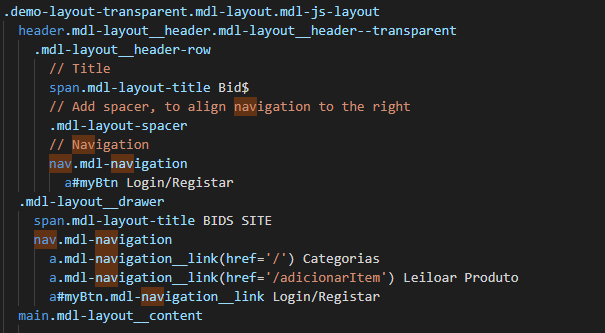 .demo-layout-transparent.mdl-layout.mdl-js-layout
header.mdl-layout__header.mdl-layout__header--transparent
.mdl-layout__header-row
// Title
span.mdl-layout-title Bid$
// Add spacer, to align navigation to the right
.mdl-layout-spacer
// Navigation
nav.mdl-navigation
a#myBtn Login/Registar
.mdl-layout__drawer
span.mdl-layout-title BIDS SITE
nav.mdl-navigation
a.mdl-navigation__link(href='/') Categorias
a.mdl-navigation__link(href='/adicionarItem') Leiloar Produto
a#myBtn.mdl-navigation__link Login/Registar
main.mdl-layout__content